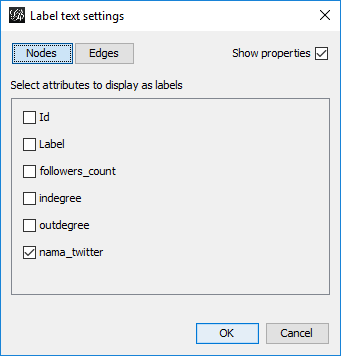 Label text settings
Nodes Edges Show properties
Select attributes to display as labels
Id
Label
followers_count
indegree
outdegree
nama_twitter
OK Cancel